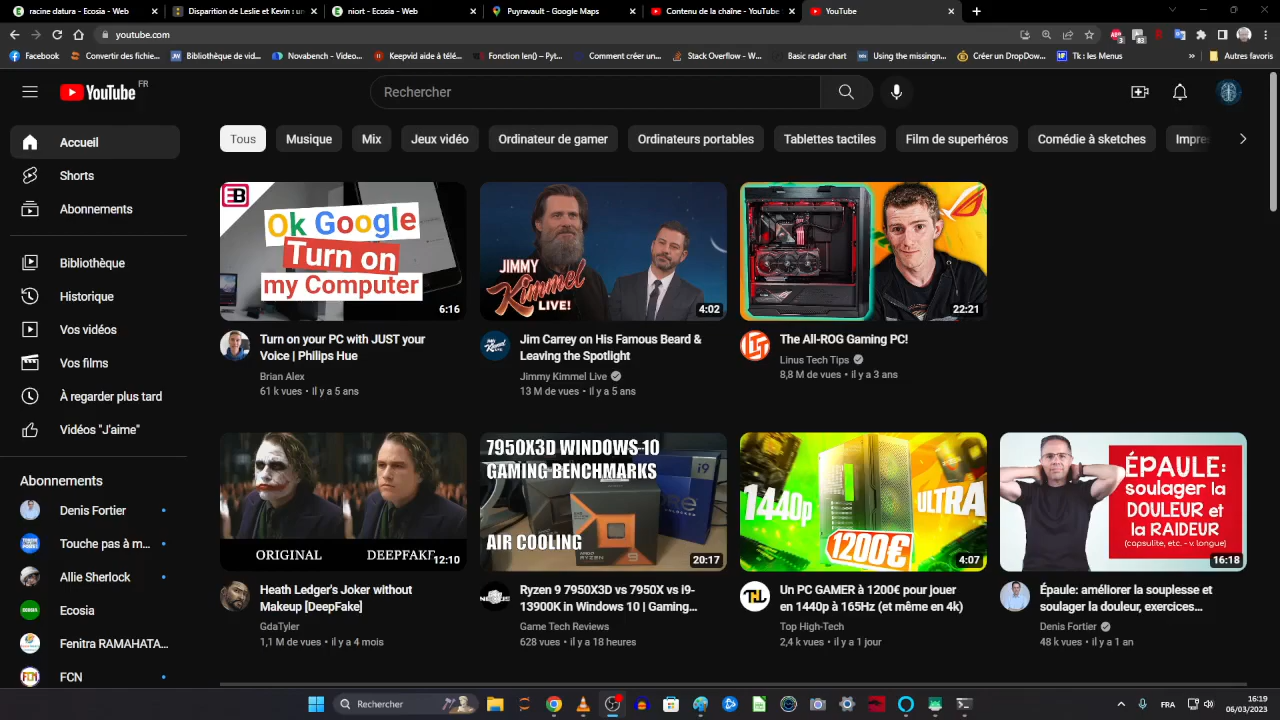 racine datura - Ecosia - Web
Disparition de Leslie et Kevin : un
niort - Ecosia - Web
Puyravault - Google Maps
Contenu de la chaîne - YouTube
YouTube
youtube.com
Facebook
Convertir des fichie...
Bibliothèque de vid...
Novabench - Videor...
Keepvid aide à télé...
Fonction len() – Pyt...
Comment créer un...
Stack Overflow - W...
Basic radar chart
Using the missingn...
Créer un DropDow...
Tk : les Menus
»
Autres favoris
YouTube FR
Rechercher
Tous
Musique
Mix
Jeux vidéo
Ordinateur de gamer
Ordinateurs portables
Tablettes tactiles
Film de superhéros
Comédie à sketches
Accueil
Shorts
Abonnements
Bibliothèque
Historique
Vos vidéos
Vos films
À regarder plus tard
Vidéos "J'aime"
Abonnements
Denis Fortier
Touche pas à m...
Allie Sherlock
Ecosia
Fenitra RAMAHATA...
FCN
Ok Google
Turn on
my Computer
6:16
Turn on your PC with JUST your
Voice | Philips Hue
Brian Alex
61 k vues • il y a 5 ans
JIMMY
Kimmel
LIVE!
4:02
Jim Carrey on His Famous Beard &
Leaving the Spotlight
Jimmy Kimmel Live
13 M de vues • il y a 5 ans
22:21
The All-ROG Gaming PC!
Linus Tech Tips
8,8 M de vues • il y a 3 ans
ORIGINAL
DEEPFAKE
12:10
Heath Ledger's Joker without
Makeup [DeepFake]
GdaTyler
1,1 M de vues • il y a 4 mois
7950X3D WINDOWS 10
GAMING BENCHMARKS
AIR COOLING
20:17
Ryzen 9 7950X3D vs 7950X vs i9-
13900K in Windows 10 | Gaming...
Game Tech Reviews
628 vues • il y a 18 heures
1440p
ULTRA
1200€
4:07
Un PC GAMER à 1200€ pour jouer
en 1440p à 165Hz (et même en 4k)
Top High-Tech
2,4 k vues • il y a 1 jour
ÉPAULE:
soulager la
DOULEUR et
la RAIDEUR
(capsulite, etc. - v. longue)
16:18
Épaule: améliorer la souplesse et
soulager la douleur, exercices...
Denis Fortier
48 k vues • il y a 1 an
Rechercher
FRA
16:19
06/03/2023